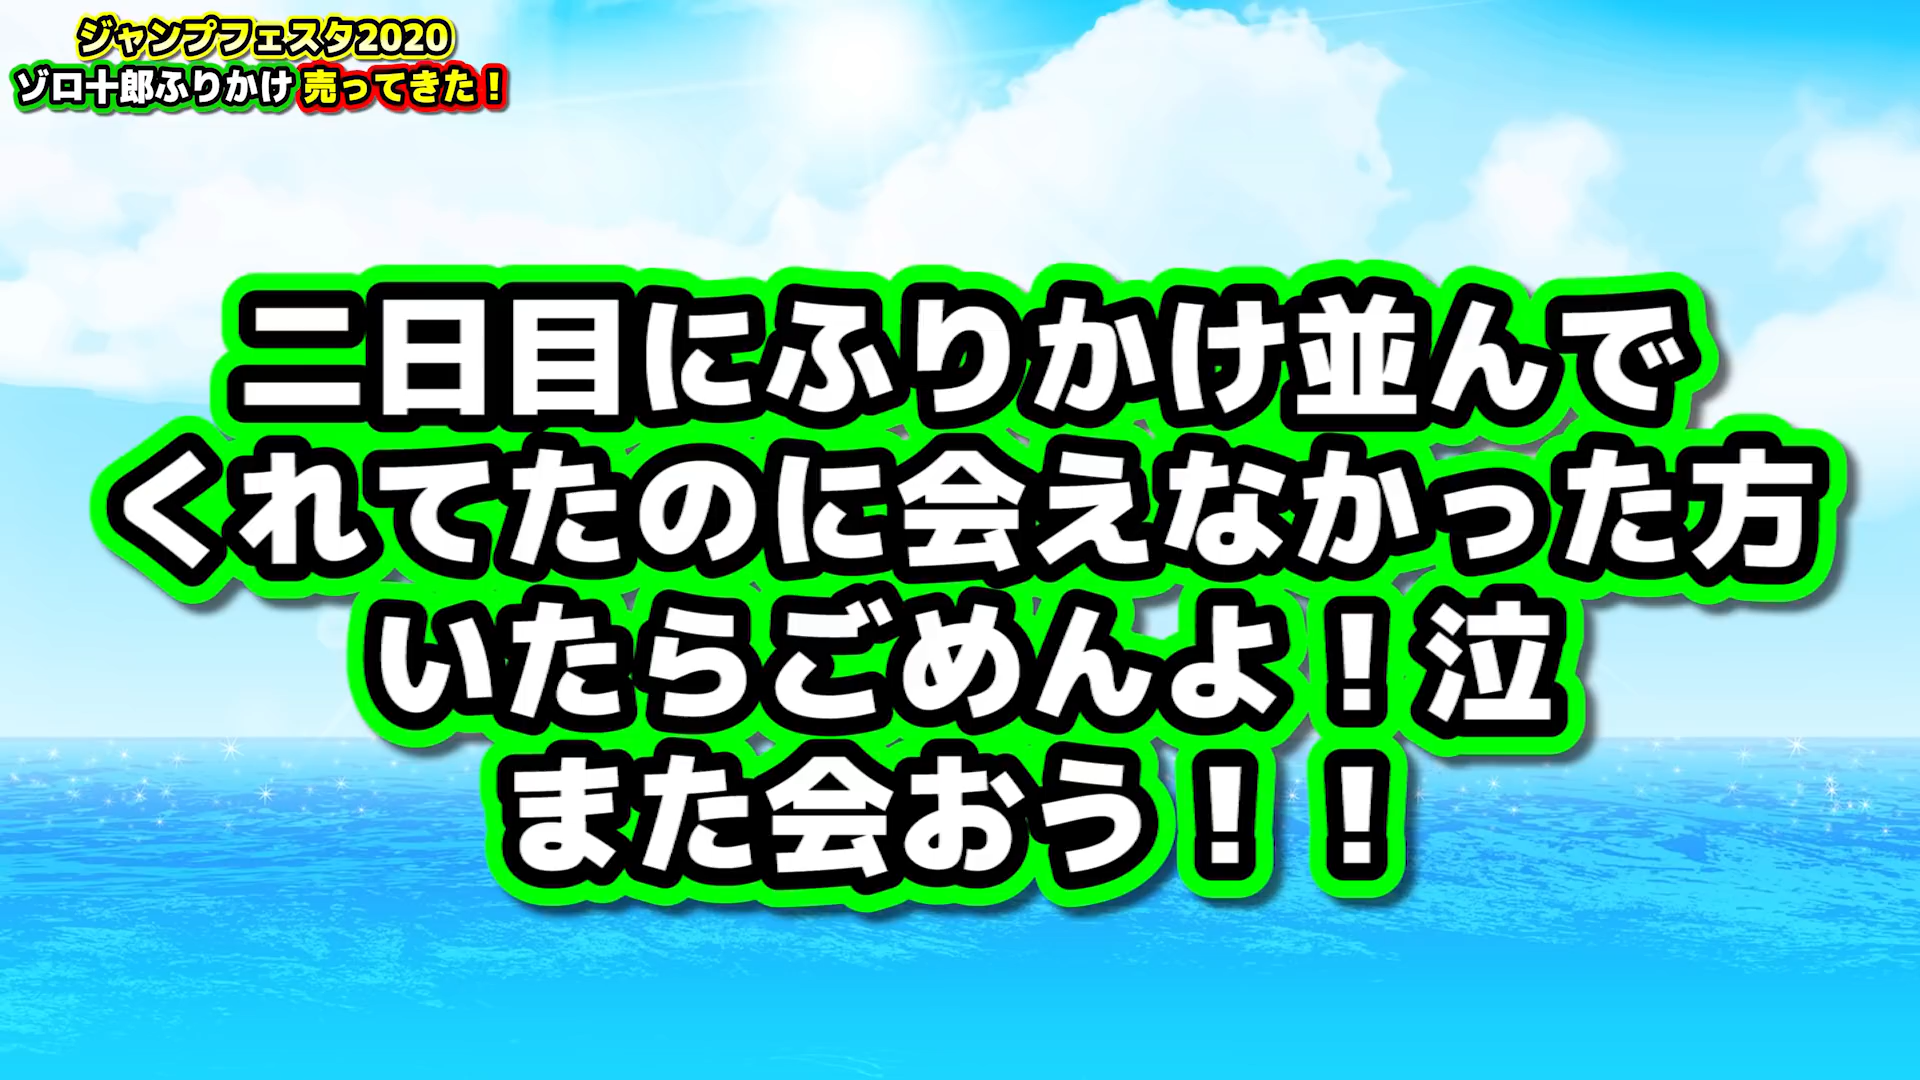 ジャンプフェスタ2020
ゾロ十郎ふりかけ 売ってきた！
二日目にふりかけ並んで
くれてたのに会えなかった方
いたらごめんよ！泣
また会おう！！